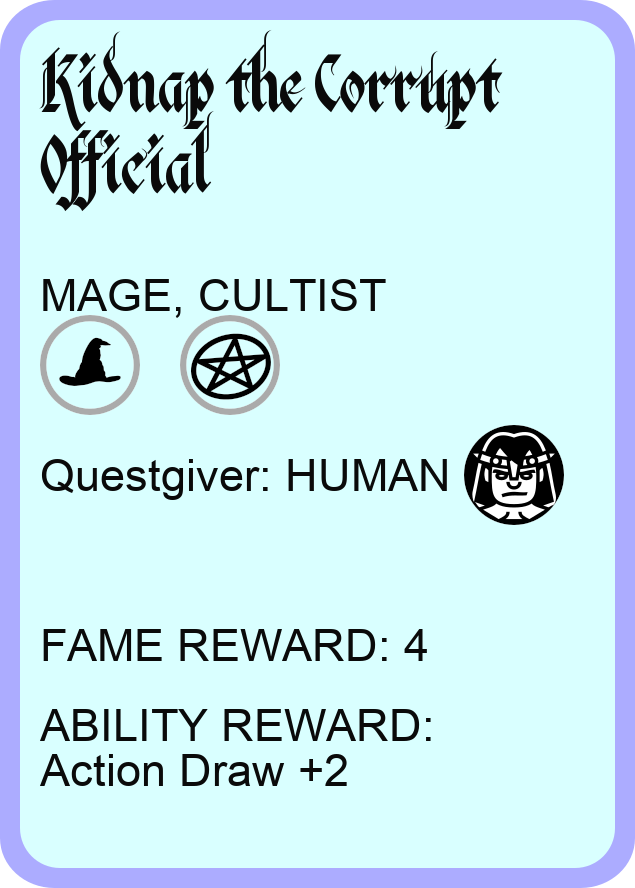 Kidnap the Corrupt
Official
MAGE, CULTIST
Questgiver: HUMAN
FAME REWARD: 4
ABILITY REWARD:
Action Draw +2